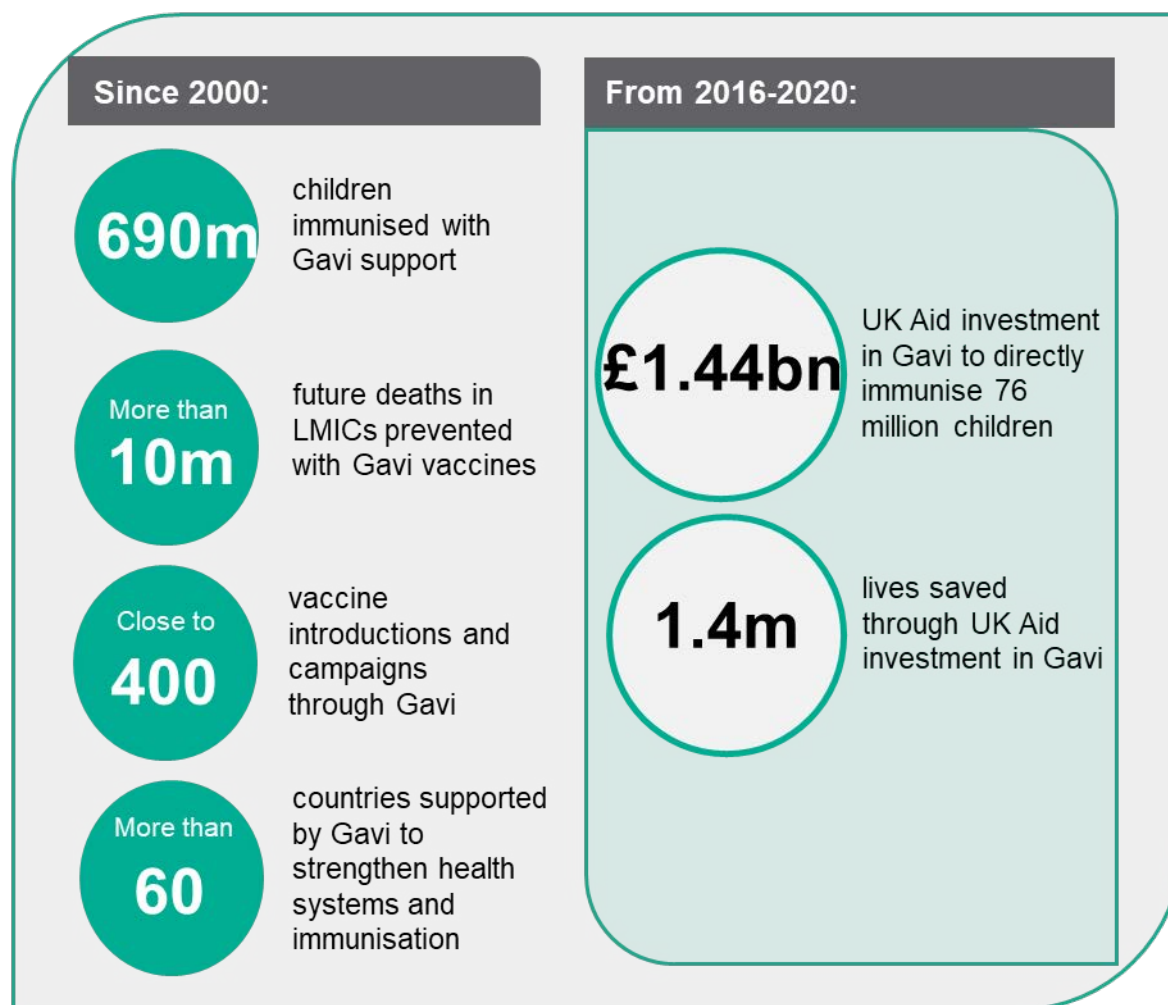 Since 2000:
690m
children
immunised with
Gavi support
More than
10m
future deaths in
LMICs prevented
with Gavi vaccines
Close to
400
vaccine
introductions and
campaigns
through Gavi
More than
60
countries supported
by Gavi to
strengthen health
systems and
immunisation
From 2016-2020:
£1.44bn
UK Aid investment
in Gavi to directly
immunise 76
million children
1.4m
lives saved
through UK Aid
investment in Gavi